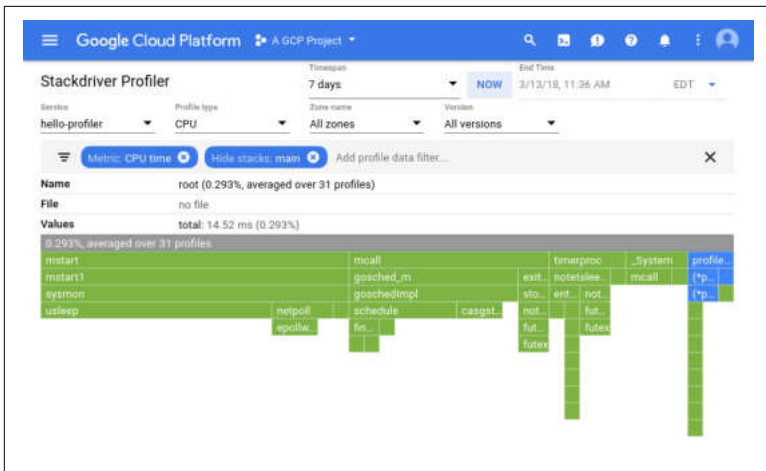 Google Cloud Platform A GCP Project
Stackdriver Profiler
Timespan
7 days
NOW
End Time
3/13/18, 11:36 AM EDT
Service
hello-profiler
Profile type
CPU
Zone name
All zones
Version
All versions
Metric: CPU time Hide stacks: main Add profile data filter...
Name root (0.293%, averaged over 31 profiles)
File no file
Values total: 14.52 ms (0.293%)
0.293%, averaged over 31 profiles
mstart mcall timerproc _System profile...
mstart1 gosched_m exit... notetslee... mcall (*p...
sysmon goschedImpl sto... ent... not... (*p...
usleep netpoll schedule casgst... not... fut...
epollw... fin... fut... futex
futex